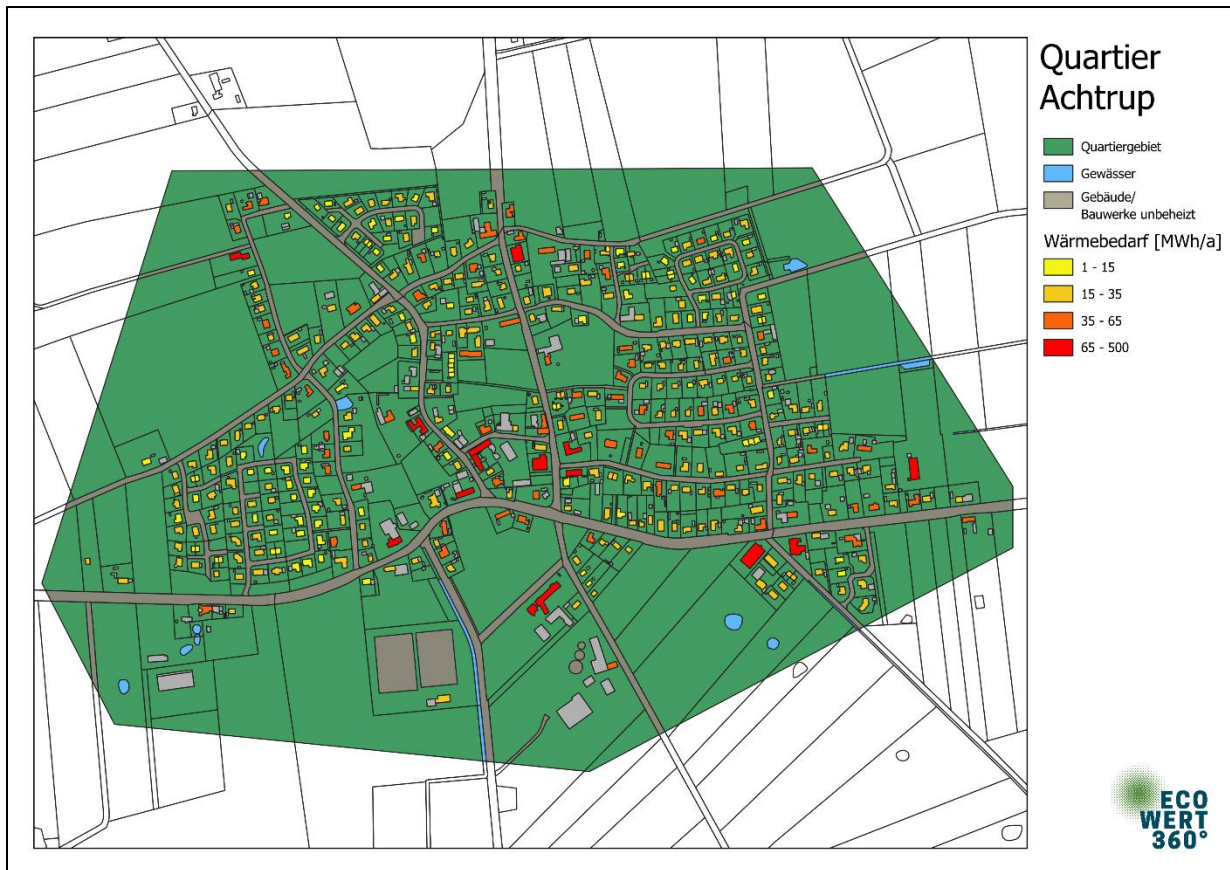 Quartier
Achtrup
Quartiergebiet
Gewässer
Gebäude/
Bauwerke unbeheizt
Wärmebedarf [MWh/a]
1 - 15
15 - 35
35 - 65
65 - 500
ECO
WERT
360°